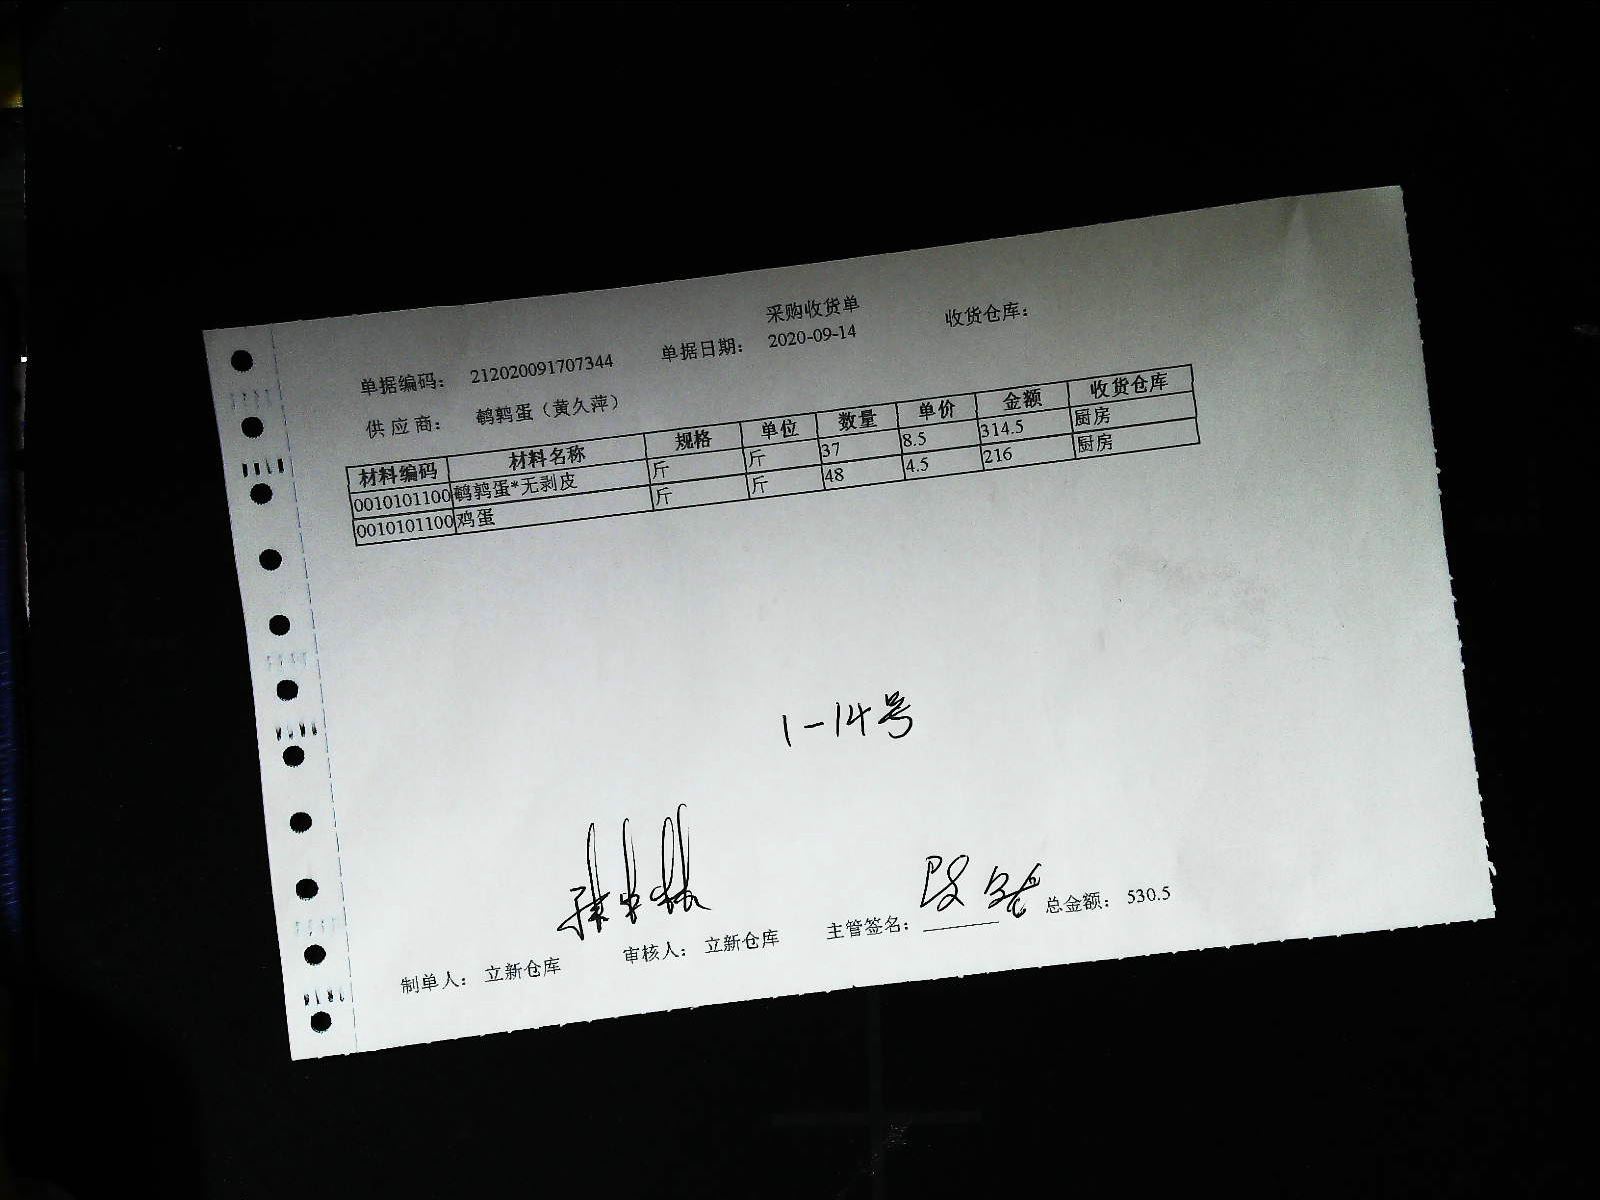 采购收货单
单据编码： 212020091707344 单据日期： 2020-09-14 收货仓库：
供 应 商： 鹌鹑蛋（黄久萍）
材料编码 材料名称 规格 单位 数量 单价 金额 收货仓库
0010101100 鹌鹑蛋*无剥皮 斤 斤 37 8.5 314.5 厨房
0010101100 鸡蛋 斤 斤 48 4.5 216 厨房
1-14号
制单人： 立新仓库 审核人： 立新仓库 主管签名： 总金额： 530.5